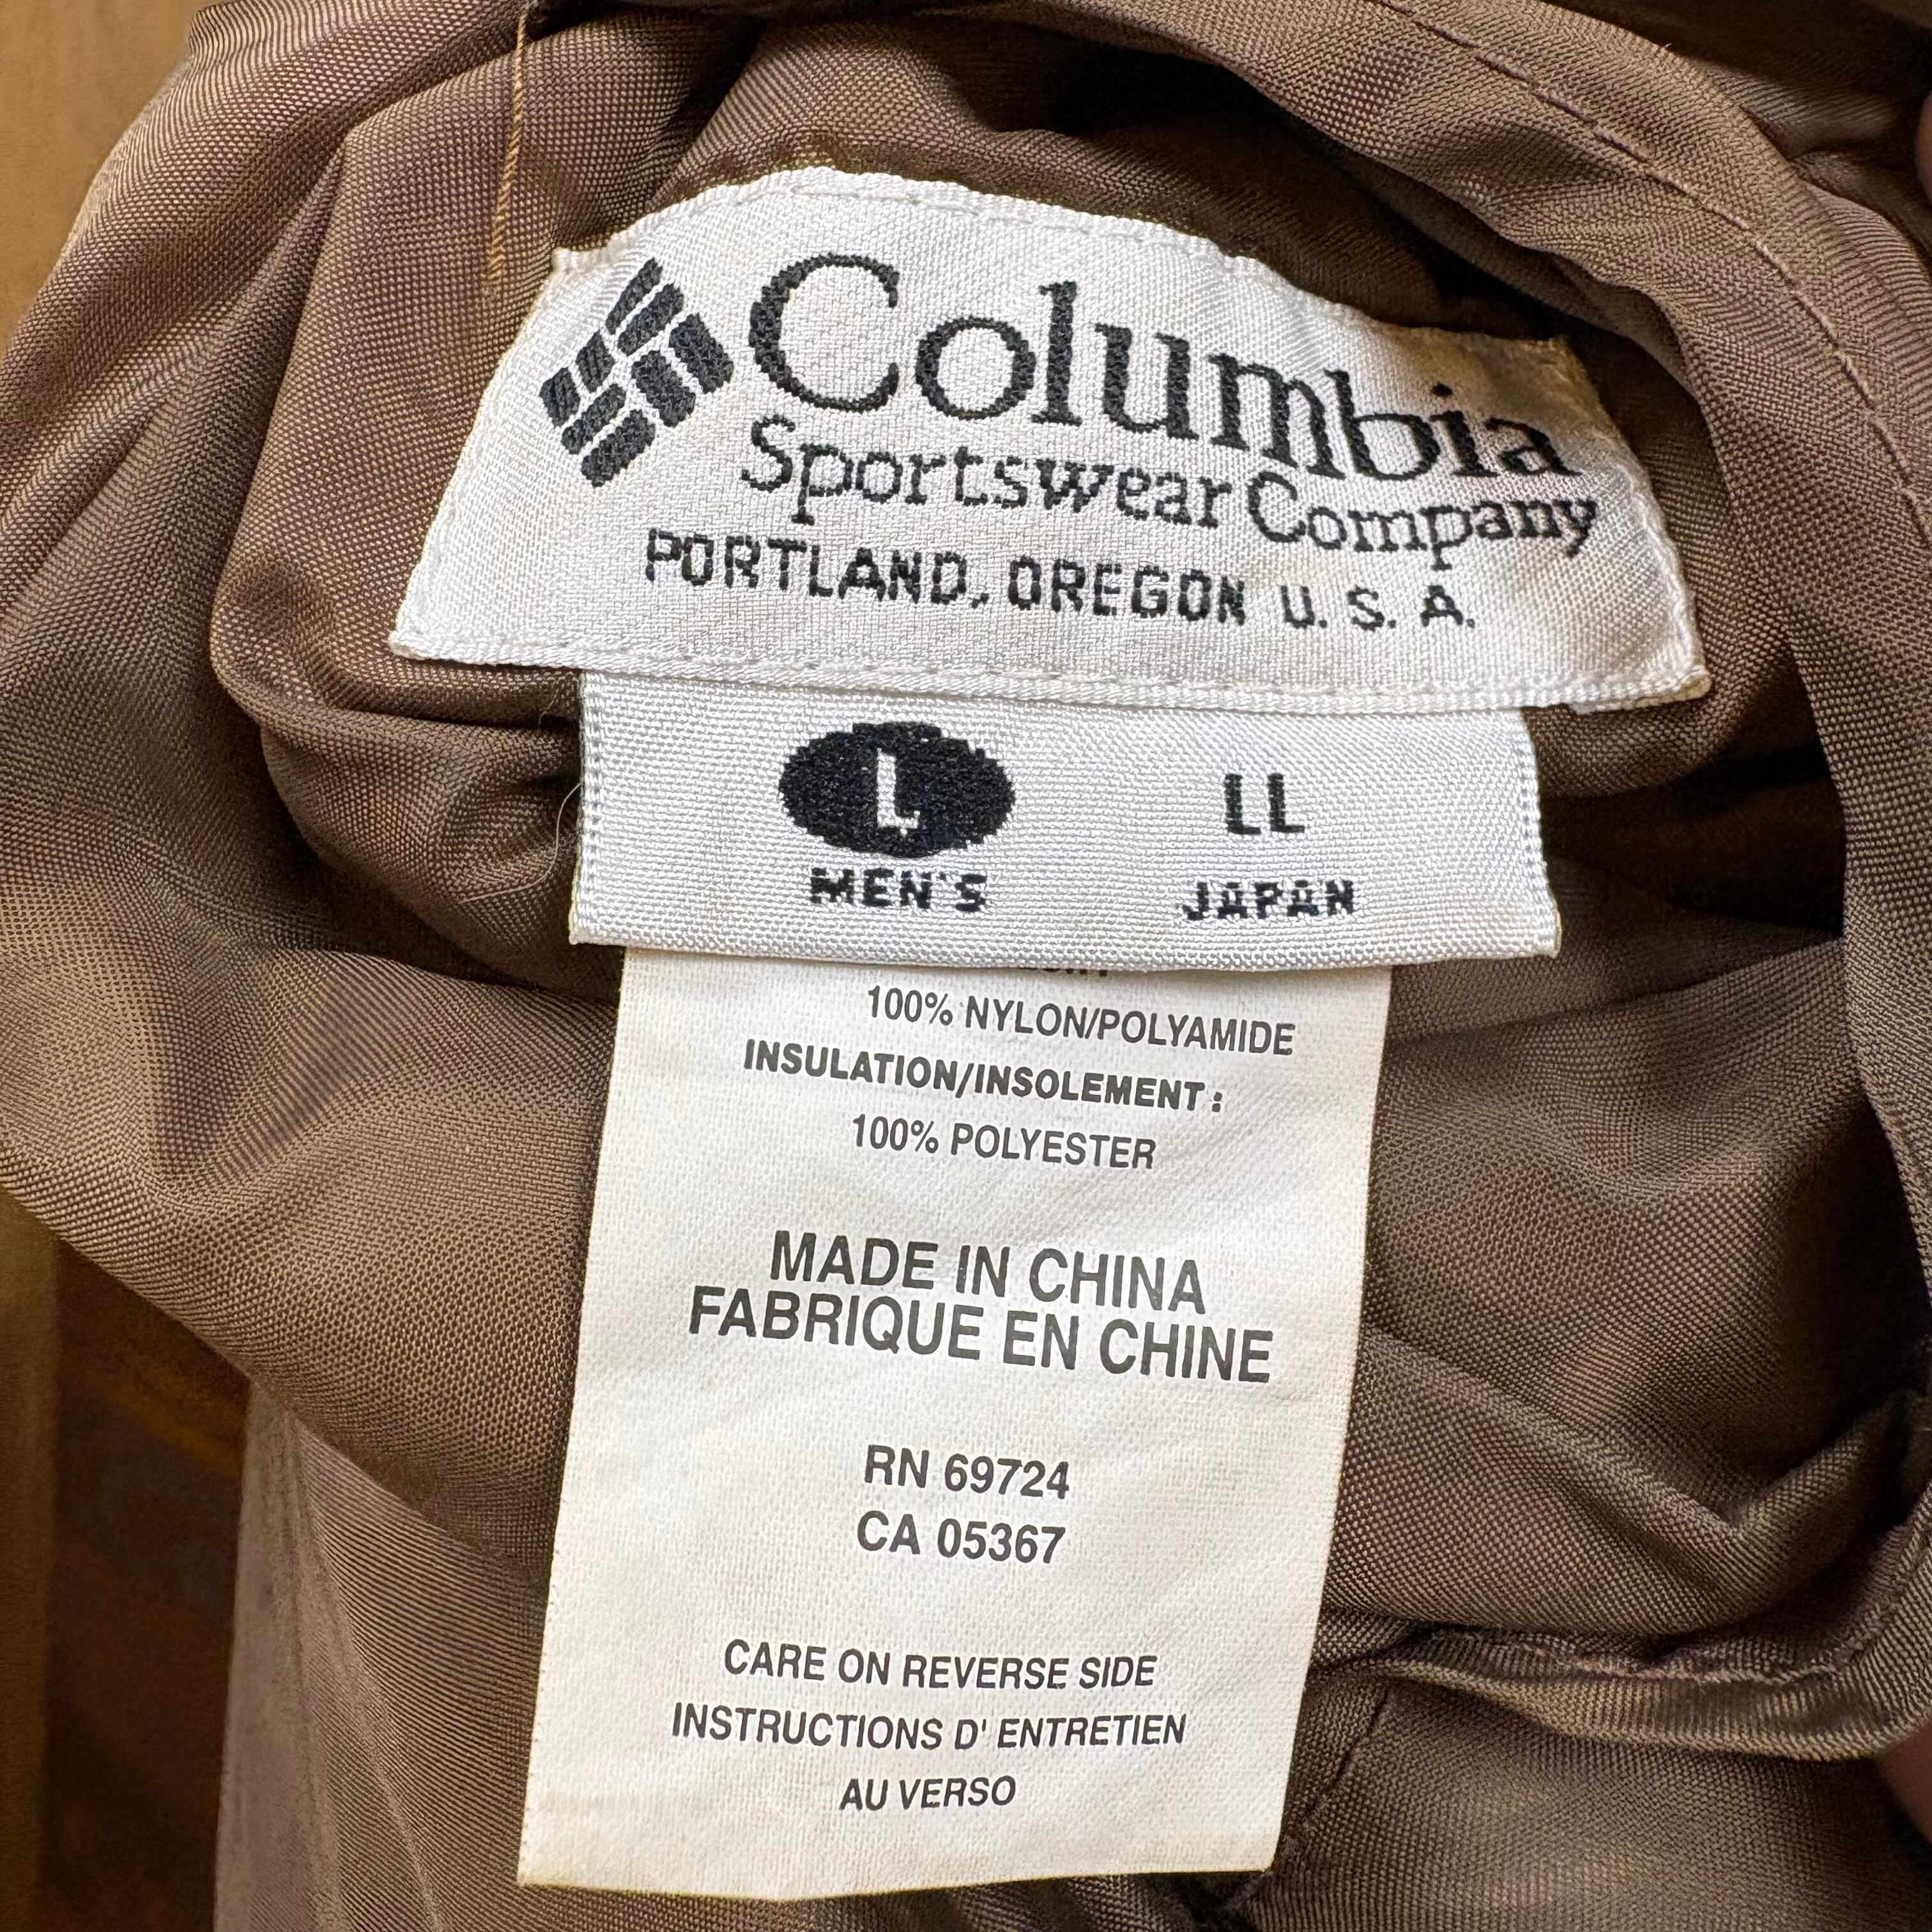 Columbia
Sportswear Company
PORTLAND, OREGON U.S.A.
L LL
MEN'S JAPAN
100% NYLON/POLYAMIDE
INSULATION/INSOLEMENT :
100% POLYESTER
MADE IN CHINA
FABRIQUE EN CHINE
RN 69724
CA 05367
CARE ON REVERSE SIDE
INSTRUCTIONS D' ENTRETIEN
AU VERSO